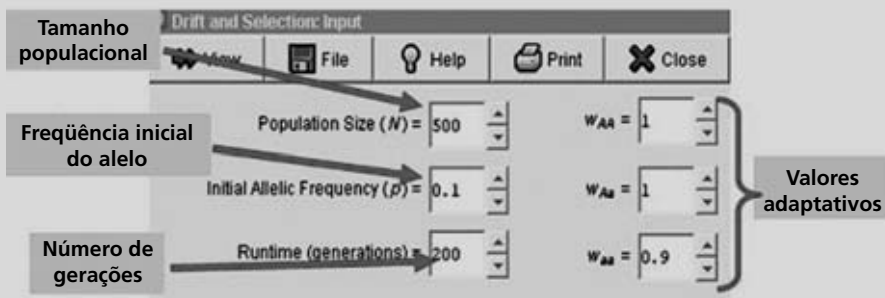 Drift and Selection: Input
Tamanho
populacional
View File Help Print Close
Population Size (N) = 500
wAA = 1
Freqüência inicial
do alelo
Initial Allelic Frequency (p) = 0.1
wAa = 1
Valores
adaptativos
Número de
gerações
Runtime (generations) = 200
waa = 0.9